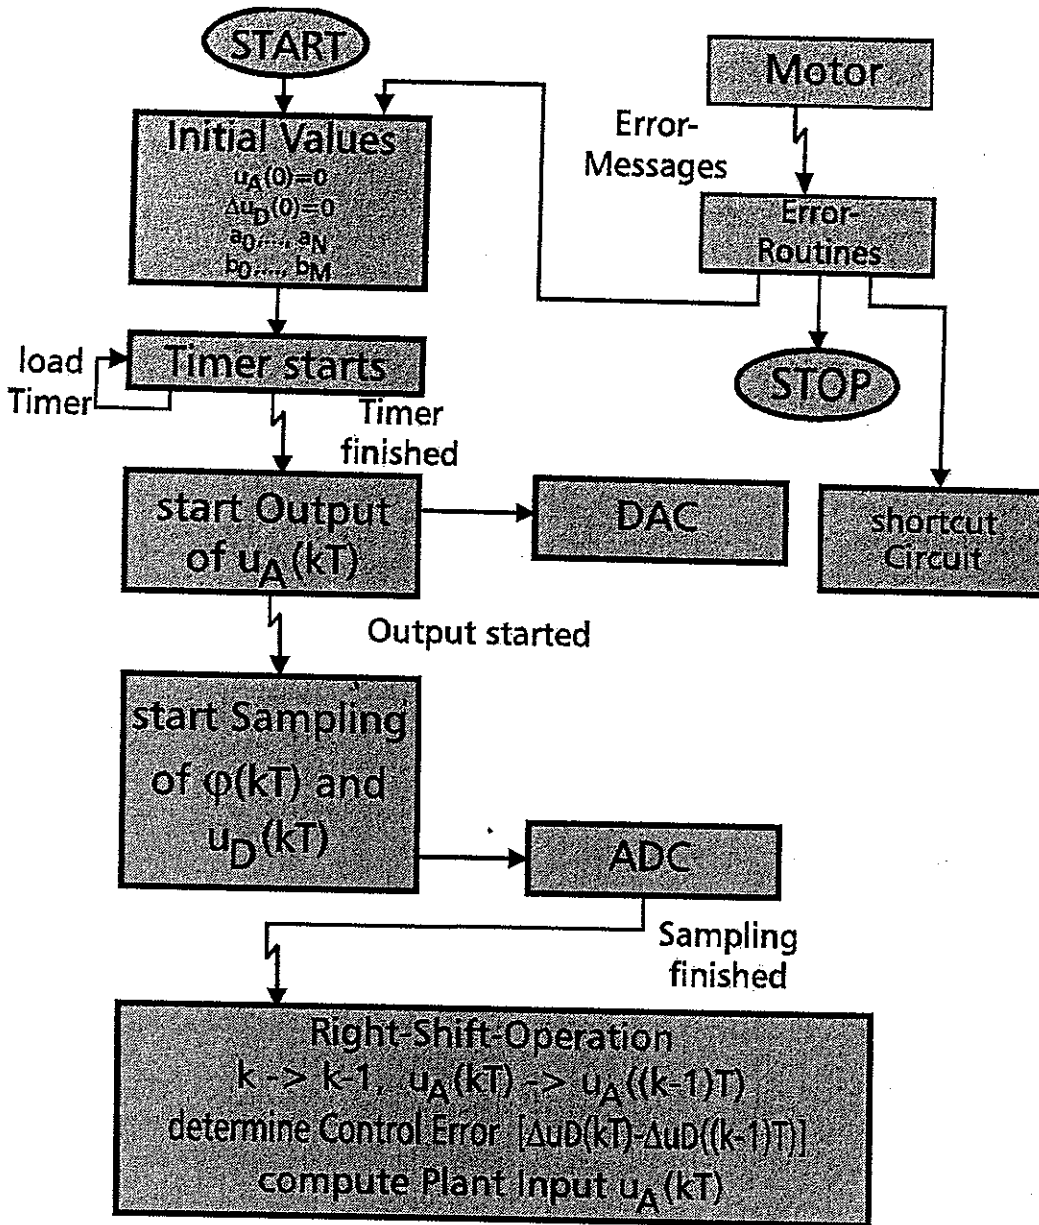 START
Initial Values
u_A(0)=0
Δu_D(0)=0
a_0,..., a_N
b_0,..., b_M
load
Timer
Timer starts
Timer
finished
start Output
of u_A(kT)
DAC
Output started
start Sampling
of φ(kT) and
u_D(kT)
ADC
Sampling
finished
Right-Shift-Operation
k -> k-1, u_A(kT) -> u_A((k-1)T)
determine Control Error [ΔuD(kT)-ΔuD((k-1)T)]
compute Plant Input u_A(kT)
Motor
Error-
Messages
Error-
Routines
STOP
shortcut
Circuit